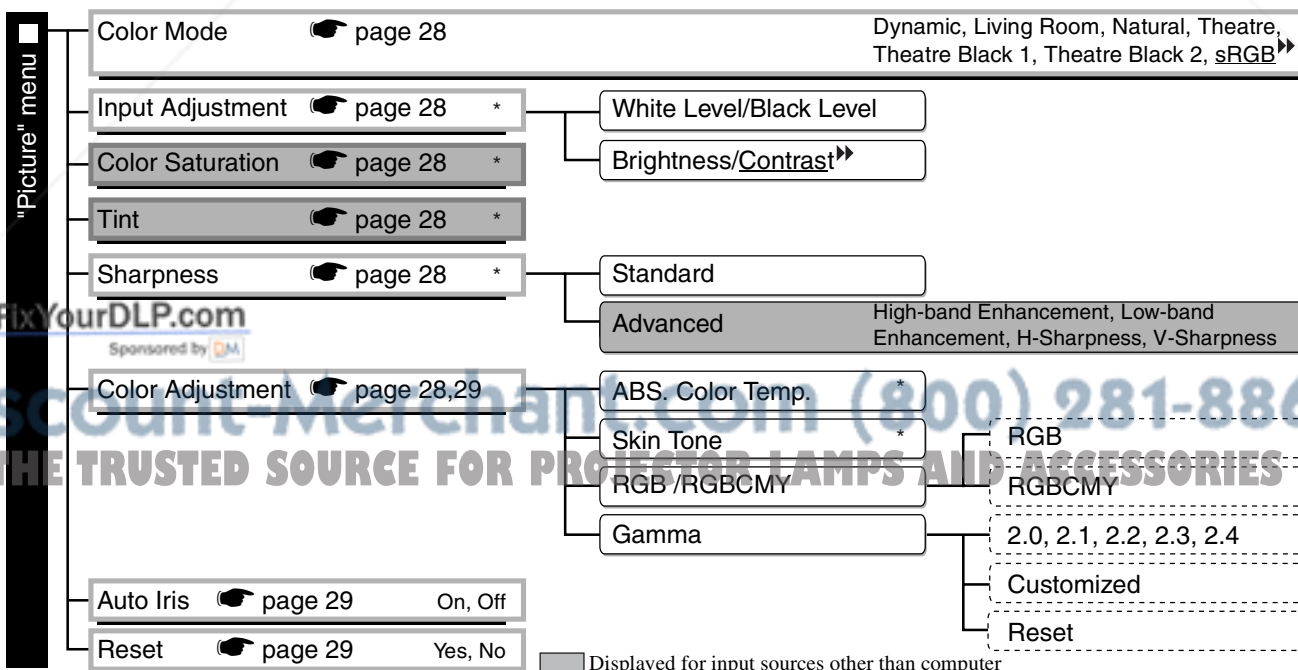 "Picture" menu
Color Mode page 28 Dynamic, Living Room, Natural, Theatre,
Theatre Black 1, Theatre Black 2, sRGB
Input Adjustment page 28 * White Level/Black Level
Color Saturation page 28 * Brightness/Contrast
Tint page 28 *
Sharpness page 28 * Standard
Advanced High-band Enhancement, Low-band
Enhancement, H-Sharpness, V-Sharpness
FixYourDLP.com
Sponsored by DM
Color Adjustment page 28,29 ABS. Color Temp. *
Skin Tone * RGB
RGB /RGBCMY RGBCMY
Gamma 2.0, 2.1, 2.2, 2.3, 2.4
Customized
Reset
scount-Merchant.com (800) 281-886
THE TRUSTED SOURCE FOR PROJECTOR LAMPS AND ACCESSORIES
Auto Iris page 29 On, Off
Reset page 29 Yes, No
Displayed for input sources other than computer